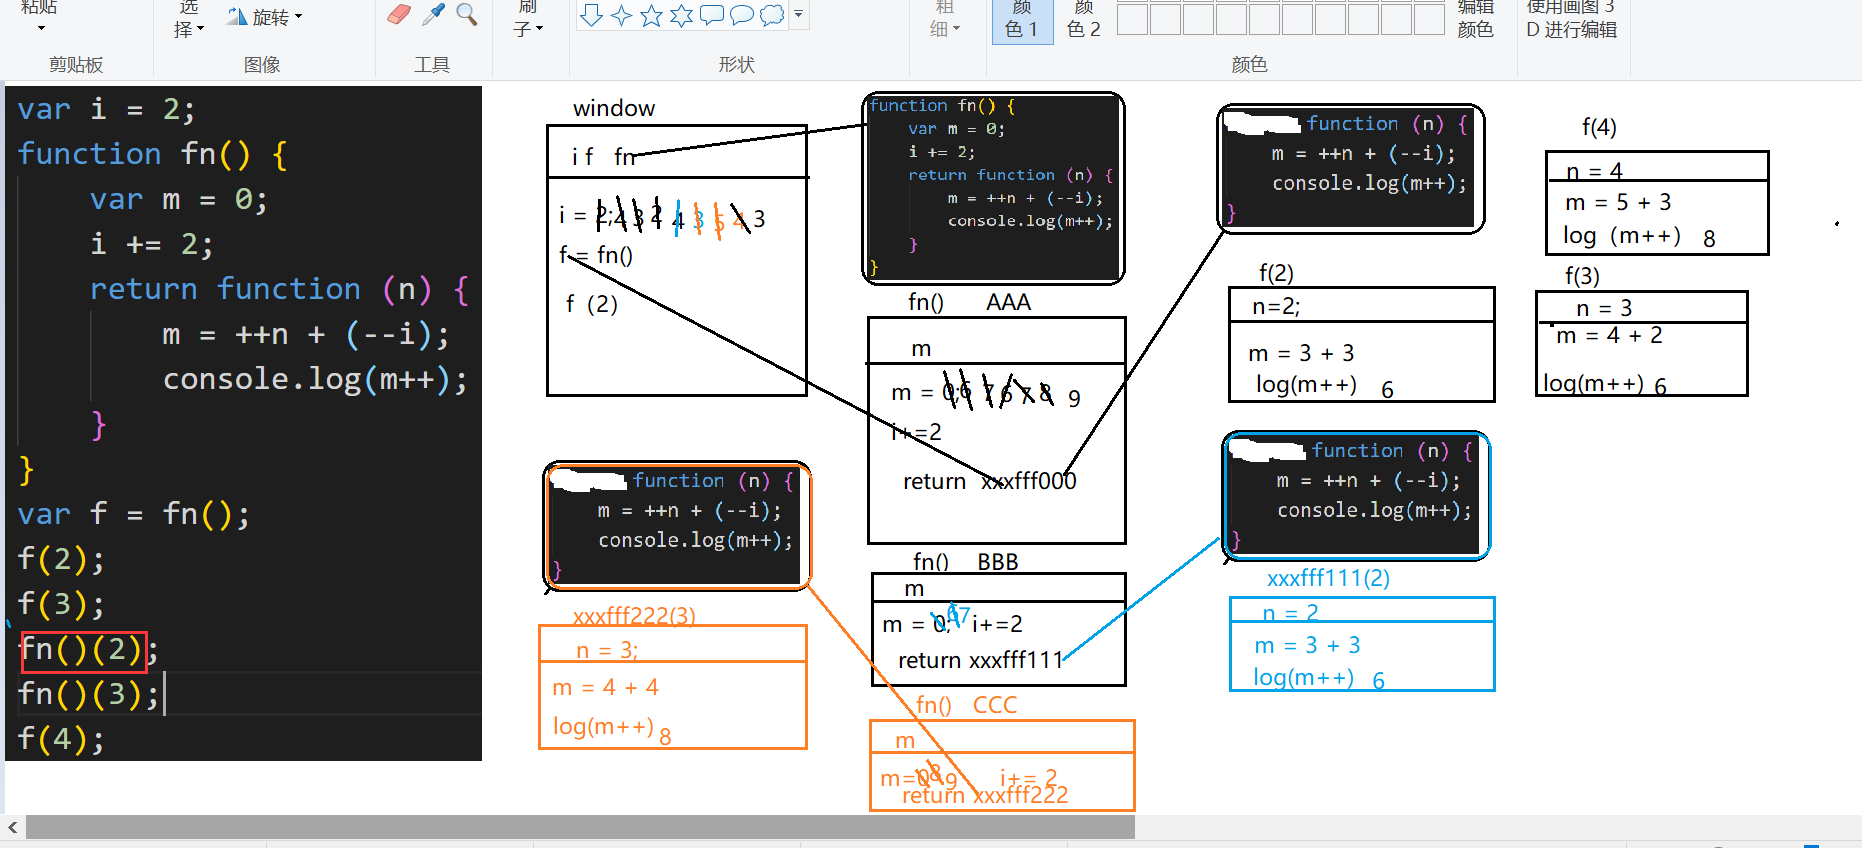 粘贴
选
择
旋转
刷
子
粗
细
颜
色 1
颜
色 2
编辑
颜色
使用画图 3
D 进行编辑
剪贴板
图像
工具
形状
颜色
var i = 2;
function fn() {
var m = 0;
i += 2;
return function (n) {
m = ++n + (--i);
console.log(m++);
}
}
var f = fn();
f(2);
f(3);
fn()(2);
fn()(3);
f(4);
window
i f fn
i = 2; 4 3 2 4 3 5 4 3
f = fn()
f (2)
function fn() {
var m = 0;
i += 2;
return function (n) {
m = ++n + (--i);
console.log(m++);
}
}
fn() AAA
m
m = 0; 6 7 6 7 8 9
i+=2
return xxxfff000
function (n) {
m = ++n + (--i);
console.log(m++);
}
f(4)
n = 4
m = 5 + 3
log (m++) 8
f(2)
n=2;
m = 3 + 3
log(m++) 6
f(3)
n = 3
m = 4 + 2
log(m++) 6
function (n) {
m = ++n + (--i);
console.log(m++);
}
xxxfff222(3)
n = 3;
m = 4 + 4
log(m++) 8
fn() BBB
m
m = 0; 6 7 i+=2
return xxxfff111
function (n) {
m = ++n + (--i);
console.log(m++);
}
xxxfff111(2)
n = 2
m = 3 + 3
log(m++) 6
fn() CCC
m
m=0 8 9 i+= 2
return xxxfff222